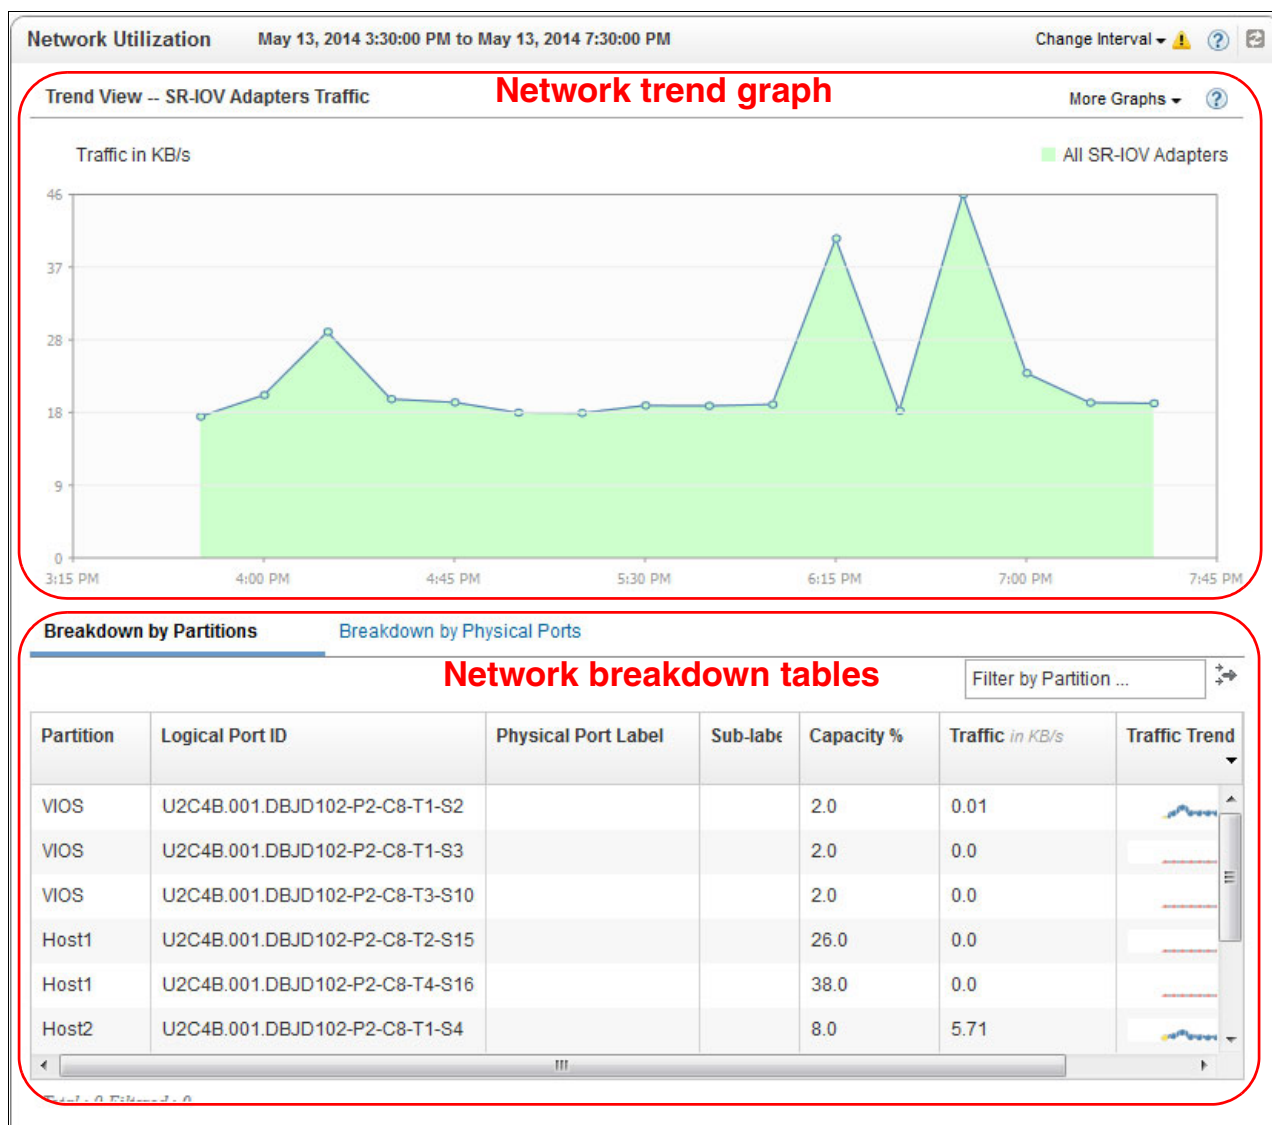 Network Utilization May 13, 2014 3:30:00 PM to May 13, 2014 7:30:00 PM Change Interval
Trend View -- SR-IOV Adapters Traffic Network trend graph More Graphs
Traffic in KB/s All SR-IOV Adapters
46
37
28
18
9
0
3:15 PM 4:00 PM 4:45 PM 5:30 PM 6:15 PM 7:00 PM 7:45 PM
Breakdown by Partitions Breakdown by Physical Ports
Network breakdown tables Filter by Partition ...
Partition Logical Port ID Physical Port Label Sub-labe Capacity % Traffic in KB/s Traffic Trend
VIOS U2C4B.001.DBJD102-P2-C8-T1-S2 2.0 0.01
VIOS U2C4B.001.DBJD102-P2-C8-T1-S3 2.0 0.0
VIOS U2C4B.001.DBJD102-P2-C8-T3-S10 2.0 0.0
Host1 U2C4B.001.DBJD102-P2-C8-T2-S15 26.0 0.0
Host1 U2C4B.001.DBJD102-P2-C8-T4-S16 38.0 0.0
Host2 U2C4B.001.DBJD102-P2-C8-T1-S4 8.0 5.71